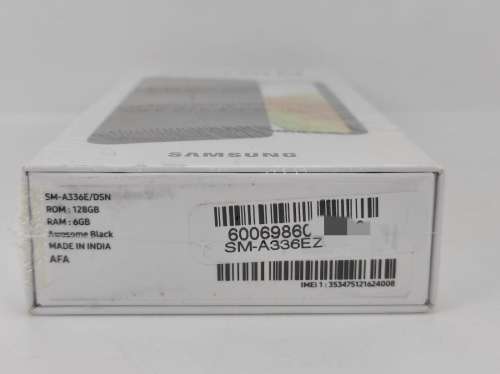 SAMSUNG
SM-A336E/DSN
ROM : 128GB
RAM : 6GB
Awesome Black
MADE IN INDIA
AFA
60069860
SM-A336EZ
IMEI 1 : 353475121624008